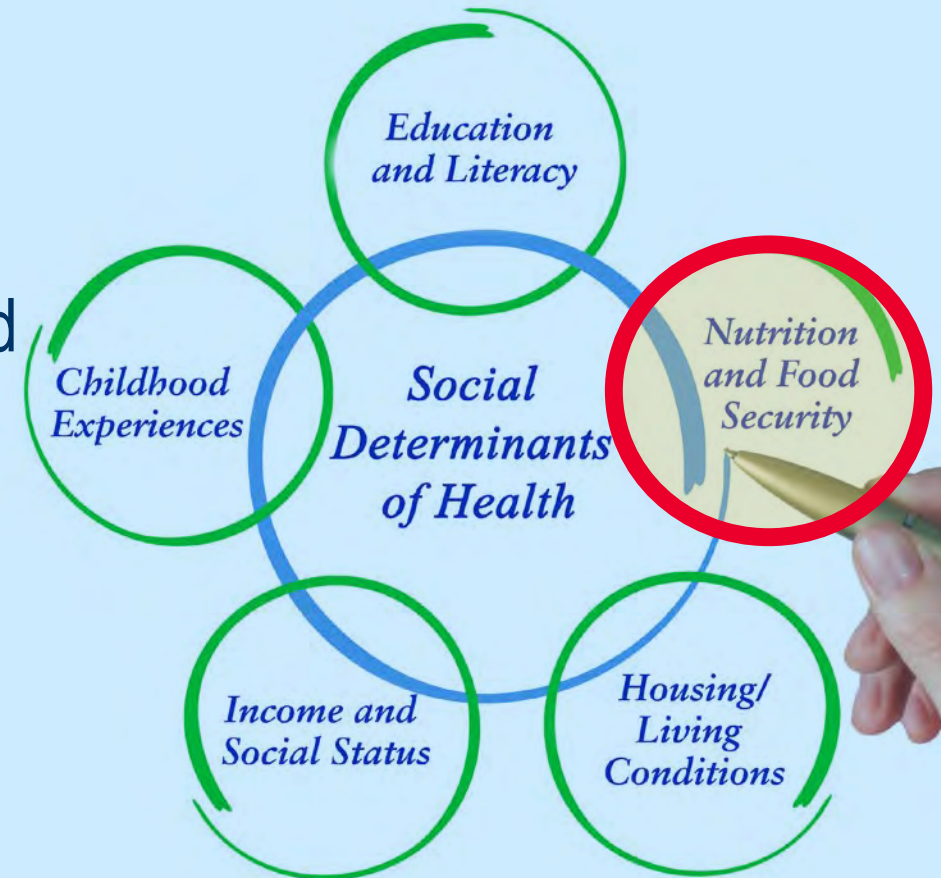 Education
and Literacy
Nutrition
and Food
Security
d
Childhood
Experiences
Social
Determinants
of Health
Income and
Social Status
Housing/
Living
Conditions